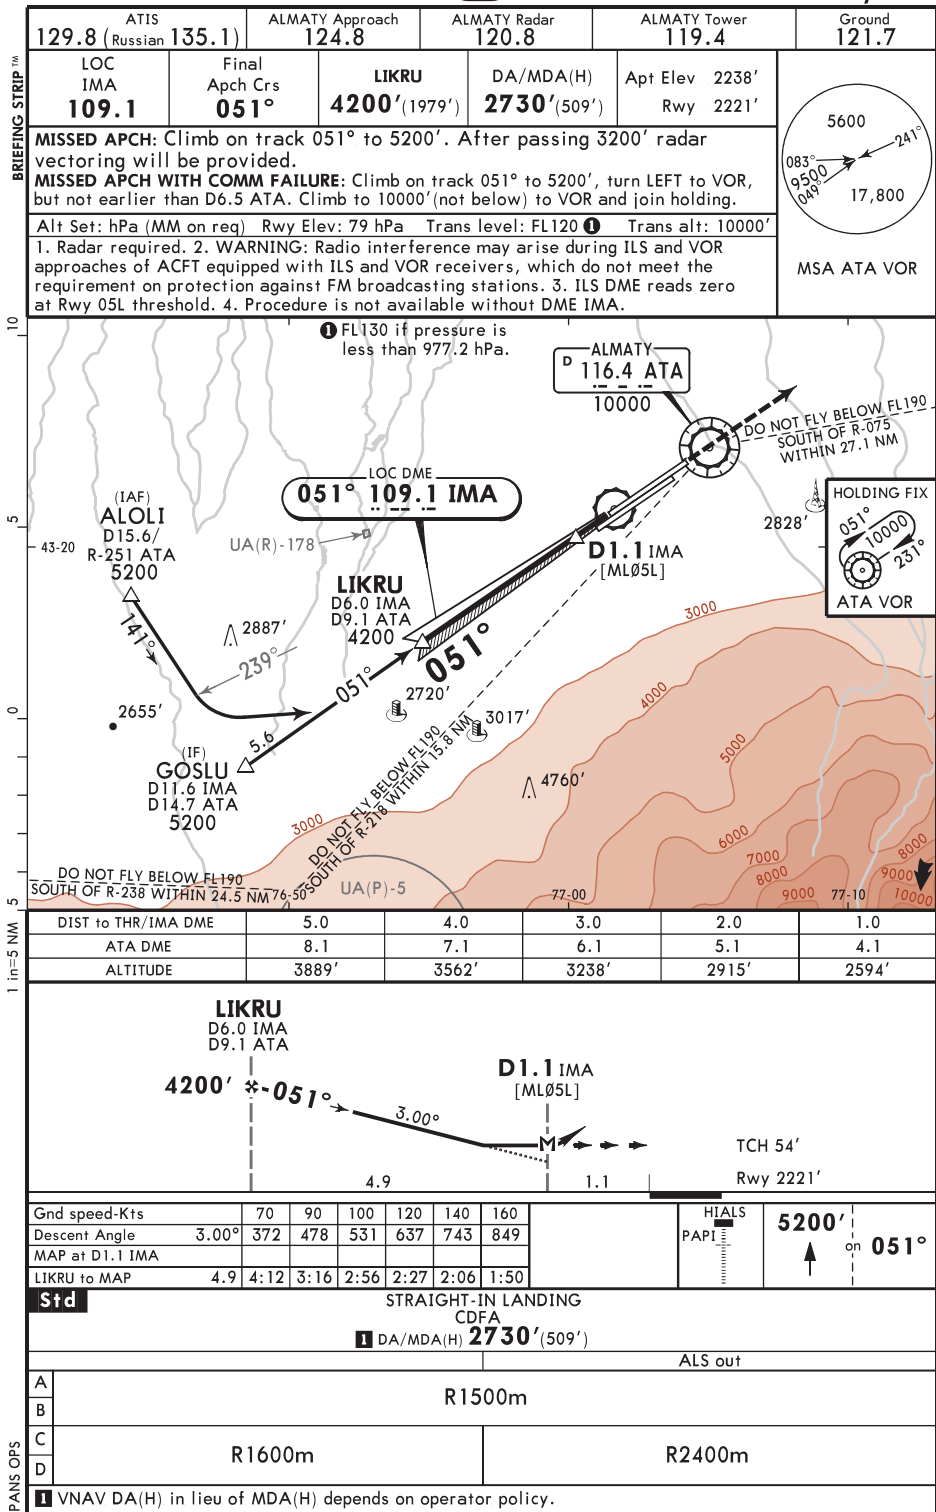 ATIS
129.8 (Russian 135.1)
ALMATY Approach
124.8
ALMATY Radar
120.8
ALMATY Tower
119.4
Ground
121.7
BRIEFING STRIP™
LOC
IMA
109.1
Final
Apch Crs
051°
LIKRU
4200'(1979')
DA/MDA(H)
2730'(509')
Apt Elev 2238'
Rwy 2221'
MISSED APCH: Climb on track 051° to 5200'. After passing 3200' radar
vectoring will be provided.
MISSED APCH WITH COMM FAILURE: Climb on track 051° to 5200', turn LEFT to VOR,
but not earlier than D6.5 ATA. Climb to 10000'(not below) to VOR and join holding.
Alt Set: hPa (MM on req) Rwy Elev: 79 hPa Trans level: FL120 1 Trans alt: 10000'
1. Radar required. 2. WARNING: Radio interference may arise during ILS and VOR
approaches of ACFT equipped with ILS and VOR receivers, which do not meet the
requirement on protection against FM broadcasting stations. 3. ILS DME reads zero
at Rwy 05L threshold. 4. Procedure is not available without DME IMA.
5600
241°
083°
9500
049°
17,800
MSA ATA VOR
1 FL130 if pressure is
less than 977.2 hPa.
10
5
0
5
1 in=5 NM
ALMATY
D 116.4 ATA
10000
DO NOT FLY BELOW FL190
SOUTH OF R-075
WITHIN 27.1 NM
LOC DME
051° 109.1 IMA
(IAF)
ALOLI
D15.6/
R-251 ATA
5200
43-20
UA(R)-178
2828'
HOLDING FIX
051°
10000
231°
ATA VOR
D1.1 IMA
[MLØ5L]
LIKRU
D6.0 IMA
D9.1 ATA
4200
051°
141°
2887'
239°
051°
2655'
2720'
3017'
5.6
(IF)
GOSLU
D11.6 IMA
D14.7 ATA
5200
4760'
DO NOT FLY BELOW FL190
SOUTH OF R-218 WITHIN 15.8 NM
3000
4000
5000
3000
6000
7000
8000
9000
8000
9000
10000
DO NOT FLY BELOW FL190
SOUTH OF R-238 WITHIN 24.5 NM
76-50
UA(P)-5
77-00
77-10
DIST to THR/IMA DME 5.0 4.0 3.0 2.0 1.0
ATA DME 8.1 7.1 6.1 5.1 4.1
ALTITUDE 3889' 3562' 3238' 2915' 2594'
LIKRU
D6.0 IMA
D9.1 ATA
4200'
051°
3.00°
D1.1 IMA
[MLØ5L]
M
TCH 54'
Rwy 2221'
4.9
1.1
Gnd speed-Kts 70 90 100 120 140 160
Descent Angle 3.00° 372 478 531 637 743 849
MAP at D1.1 IMA
LIKRU to MAP 4.9 4:12 3:16 2:56 2:27 2:06 1:50
HIALS
PAPI
5200'
on 051°
Std
STRAIGHT-IN LANDING
CDFA
1 DA/MDA(H) 2730'(509')
ALS out
A
B
R1500m
C
D
R1600m
R2400m
PANS OPS
1 VNAV DA(H) in lieu of MDA(H) depends on operator policy.